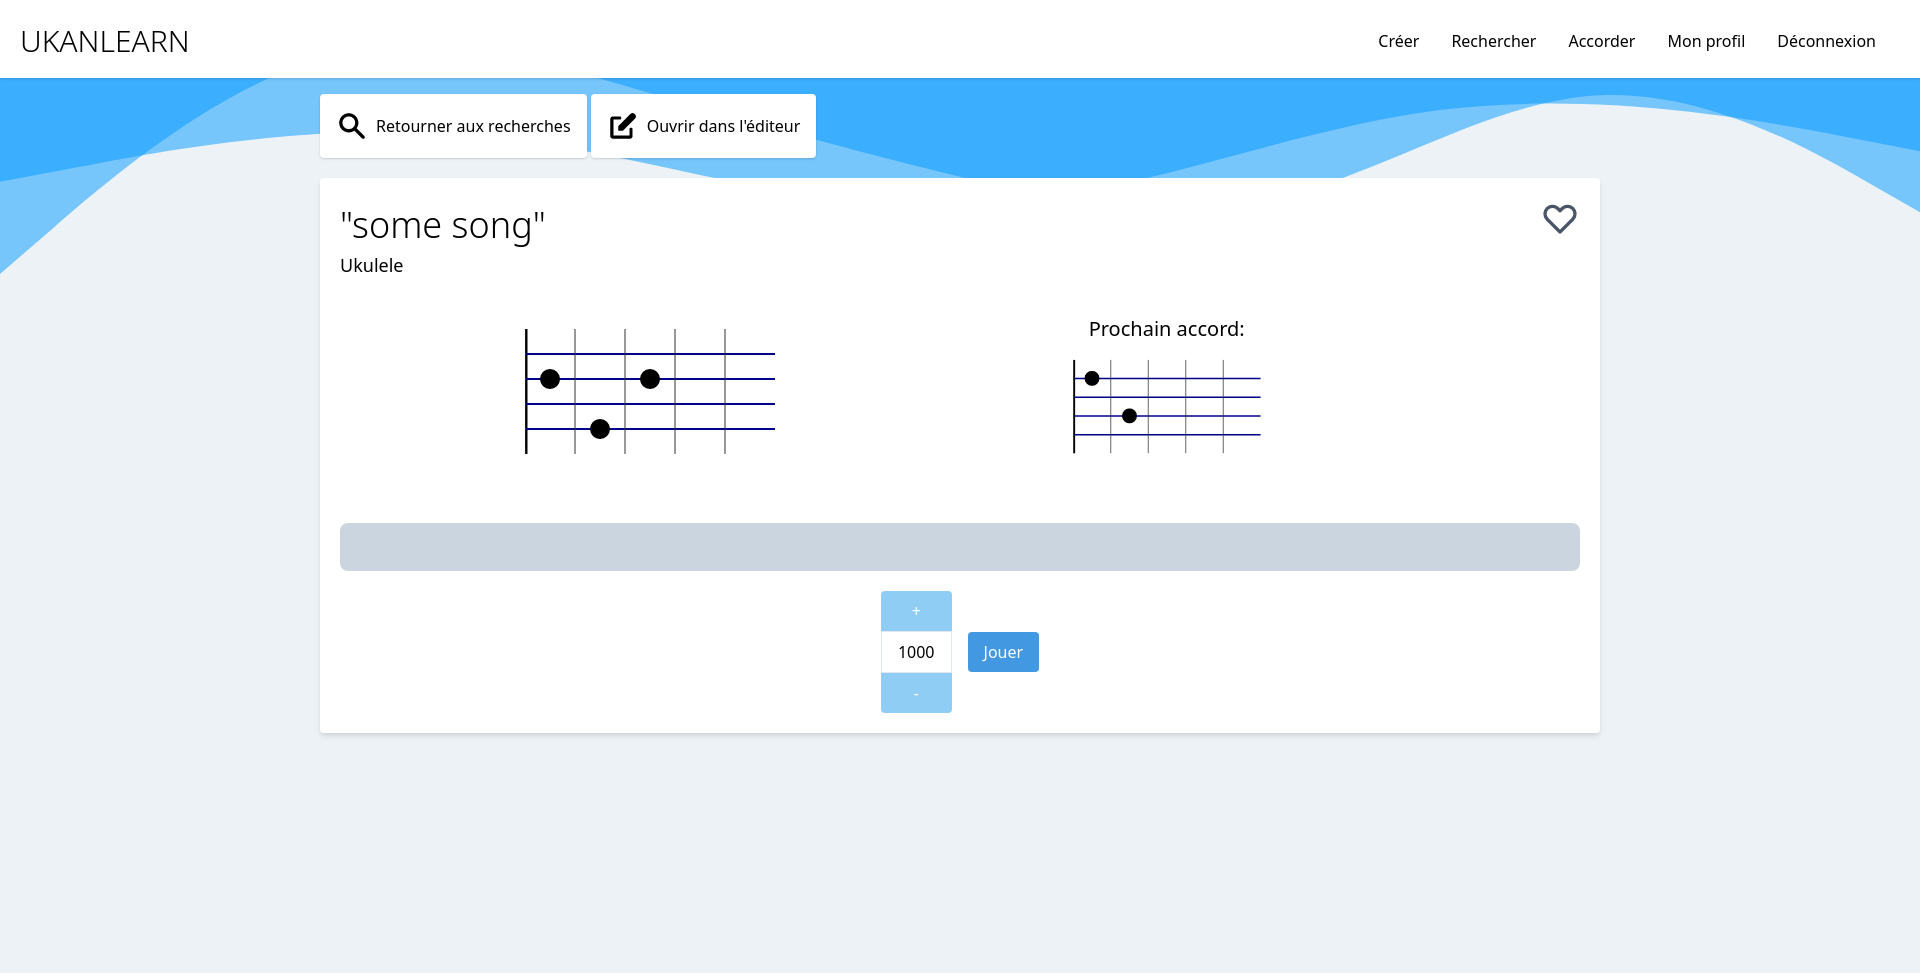 UKANLEARN
Créer Rechercher Accorder Mon profil Déconnexion
Retourner aux recherches Ouvrir dans l'éditeur
"some song"
Ukulele
Prochain accord:
+
1000 Jouer
-